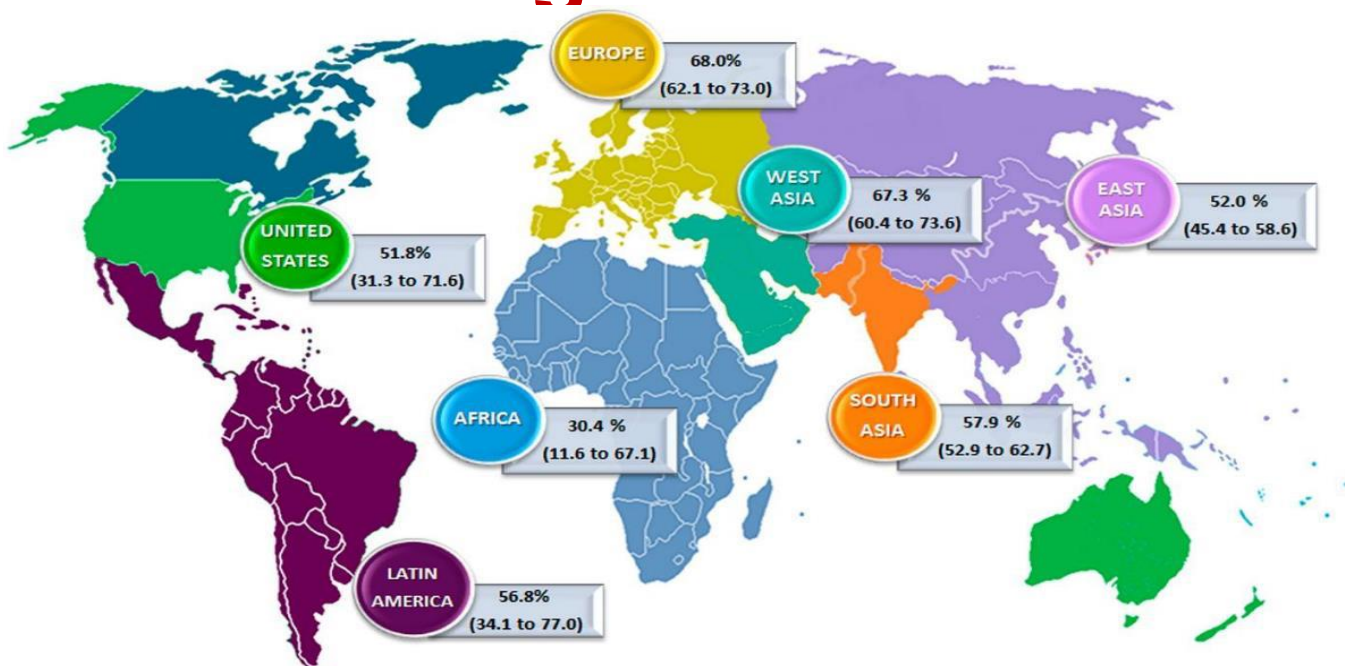 EUROPE
68.0%
(62.1 to 73.0)
WEST
ASIA
67.3 %
(60.4 to 73.6)
EAST
ASIA
52.0 %
(45.4 to 58.6)
UNITED
STATES
51.8%
(31.3 to 71.6)
AFRICA
30.4 %
(11.6 to 67.1)
SOUTH
ASIA
57.9 %
(52.9 to 62.7)
LATIN
AMERICA
56.8%
(34.1 to 77.0)